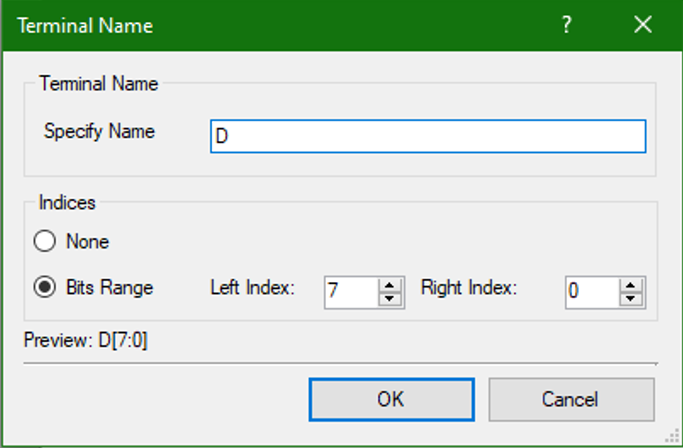 Terminal Name ?
Terminal Name
Specify Name D
Indices
None
Bits Range Left Index: 7 Right Index: 0
Preview: D[7:0]
OK Cancel